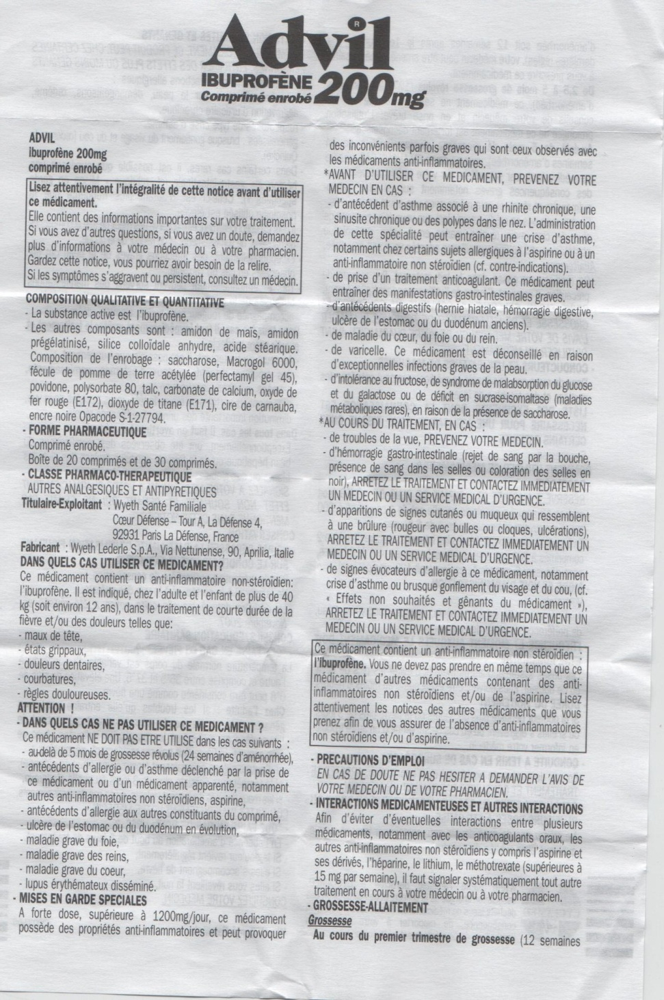 Advil®
IBUPROFÈNE
Comprimé enrobé 200mg
ADVIL
ibuprofène 200mg
comprimé enrobé
Lisez attentivement l'intégralité de cette notice avant d'utiliser
ce médicament.
Elle contient des informations importantes sur votre traitement.
Si vous avez d'autres questions, si vous avez un doute, demandez
plus d'informations à votre médecin ou à votre pharmacien.
Gardez cette notice, vous pourriez avoir besoin de la relire.
Si les symptômes s'aggravent ou persistent, consultez un médecin.
COMPOSITION QUALITATIVE ET QUANTITATIVE
- La substance active est l'ibuprofène.
- Les autres composants sont : amidon de maïs, amidon
prégélatinisé, silice colloïdale anhydre, acide stéarique.
Composition de l'enrobage : saccharose, Macrogol 6000,
fécule de pomme de terre acétylée (perfectamyl gel 45),
povidone, polysorbate 80, talc, carbonate de calcium, oxyde de
fer rouge (E172), dioxyde de titane (E171), cire de carnauba,
encre noire Opacode S-1-27794.
- FORME PHARMACEUTIQUE
Comprimé enrobé.
Boîte de 20 comprimés et de 30 comprimés.
- CLASSE PHARMACO-THERAPEUTIQUE
AUTRES ANALGESIQUES ET ANTIPYRETIQUES
Titulaire-Exploitant : Wyeth Santé Familiale
Cœur Défense – Tour A, La Défense 4,
92931 Paris La Défense, France
Fabricant : Wyeth Lederle S.p.A., Via Nettunense, 90, Aprilia, Italie
DANS QUELS CAS UTILISER CE MEDICAMENT?
Ce médicament contient un anti-inflammatoire non-stéroïdien:
l'ibuprofène. Il est indiqué, chez l'adulte et l'enfant de plus de 40
kg (soit environ 12 ans), dans le traitement de courte durée de la
fièvre et/ou des douleurs telles que:
- maux de tête,
- états grippaux,
- douleurs dentaires,
- courbatures,
- règles douloureuses.
ATTENTION !
- DANS QUELS CAS NE PAS UTILISER CE MEDICAMENT ?
Ce médicament NE DOIT PAS ETRE UTILISE dans les cas suivants :
- au-delà de 5 mois de grossesse révolus (24 semaines d'aménorrhée),
- antécédents d'allergie ou d'asthme déclenché par la prise de
ce médicament ou d'un médicament apparenté, notamment
autres anti-inflammatoires non stéroïdiens, aspirine,
- antécédents d'allergie aux autres constituants du comprimé,
- ulcère de l'estomac ou du duodénum en évolution,
- maladie grave du foie,
- maladie grave des reins,
- maladie grave du coeur,
- lupus érythémateux disséminé.
- MISES EN GARDE SPECIALES
A forte dose, supérieure à 1200mg/jour, ce médicament
possède des propriétés anti-inflammatoires et peut provoquer
des inconvénients parfois graves qui sont ceux observés avec
les médicaments anti-inflammatoires.
*AVANT D'UTILISER CE MEDICAMENT, PREVENEZ VOTRE
MEDECIN EN CAS :
- d'antécédent d'asthme associé à une rhinite chronique, une
sinusite chronique ou des polypes dans le nez. L'administration
de cette spécialité peut entraîner une crise d'asthme,
notamment chez certains sujets allergiques à l'aspirine ou à un
anti-inflammatoire non stéroïdien (cf. contre-indications).
- de prise d'un traitement anticoagulant. Ce médicament peut
entraîner des manifestations gastro-intestinales graves.
- d'antécédents digestifs (hernie hiatale, hémorragie digestive,
ulcère de l'estomac ou du duodénum anciens).
- de maladie du cœur, du foie ou du rein.
- de varicelle. Ce médicament est déconseillé en raison
d'exceptionnelles infections graves de la peau.
- d'intolérance au fructose, de syndrome de malabsorption du glucose
et du galactose ou de déficit en sucrase-isomaltase (maladies
métaboliques rares), en raison de la présence de saccharose.
*AU COURS DU TRAITEMENT, EN CAS :
- de troubles de la vue, PREVENEZ VOTRE MEDECIN.
- d'hémorragie gastro-intestinale (rejet de sang par la bouche,
présence de sang dans les selles ou coloration des selles en
noir), ARRETEZ LE TRAITEMENT ET CONTACTEZ IMMEDIATEMENT
UN MEDECIN OU UN SERVICE MEDICAL D'URGENCE.
- d'apparitions de signes cutanés ou muqueux qui ressemblent
à une brûlure (rougeur avec bulles ou cloques, ulcérations),
ARRETEZ LE TRAITEMENT ET CONTACTEZ IMMEDIATEMENT UN
MEDECIN OU UN SERVICE MEDICAL D'URGENCE.
- de signes évocateurs d'allergie à ce médicament, notamment
crise d'asthme ou brusque gonflement du visage et du cou, (cf.
« Effets non souhaités et gênants du médicament »),
ARRETEZ LE TRAITEMENT ET CONTACTEZ IMMEDIATEMENT UN
MEDECIN OU UN SERVICE MEDICAL D'URGENCE.
Ce médicament contient un anti-inflammatoire non stéroïdien :
l'Ibuprofène. Vous ne devez pas prendre en même temps que ce
médicament d'autres médicaments contenant des anti-
inflammatoires non stéroïdiens et/ou de l'aspirine. Lisez
attentivement les notices des autres médicaments que vous
prenez afin de vous assurer de l'absence d'anti-inflammatoires
non stéroïdiens et/ou d'aspirine.
- PRECAUTIONS D'EMPLOI
EN CAS DE DOUTE NE PAS HESITER A DEMANDER L'AVIS DE
VOTRE MEDECIN OU DE VOTRE PHARMACIEN.
- INTERACTIONS MEDICAMENTEUSES ET AUTRES INTERACTIONS
Afin d'éviter d'éventuelles interactions entre plusieurs
médicaments, notamment avec les anticoagulants oraux, les
autres anti-inflammatoires non stéroïdiens y compris l'aspirine et
ses dérivés, l'héparine, le lithium, le méthotrexate (supérieures à
15 mg par semaine), il faut signaler systématiquement tout autre
traitement en cours à votre médecin ou à votre pharmacien.
- GROSSESSE-ALLAITEMENT
Grossesse
Au cours du premier trimestre de grossesse (12 semaines